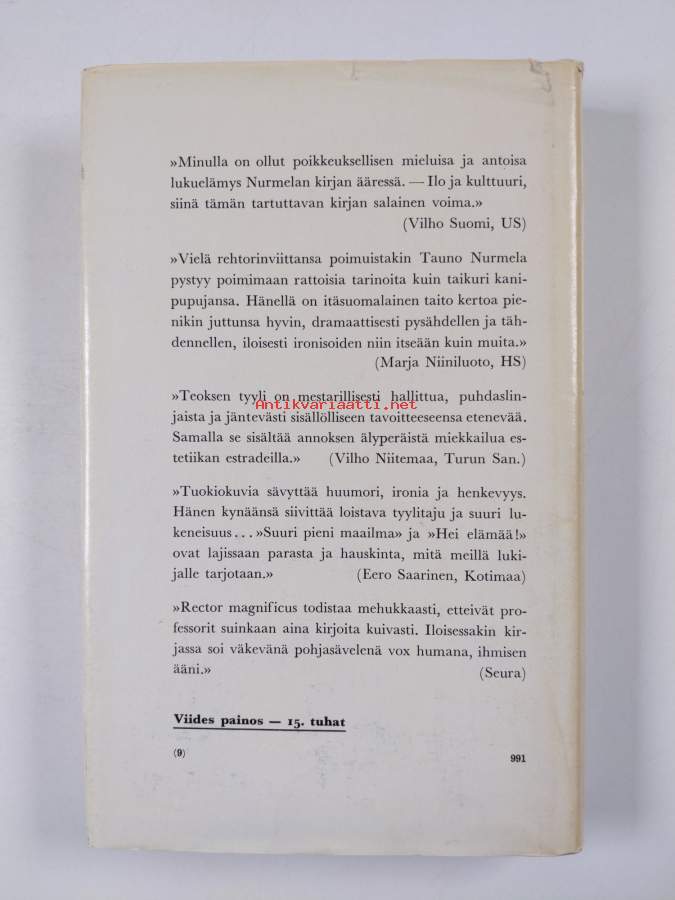 »Minulla on ollut poikkeuksellisen mieluisa ja antoisa
lukuelämys Nurmelan kirjan ääressä. — Ilo ja kulttuuri,
siinä tämän tartuttavan kirjan salainen voima.»
(Vilho Suomi, US)
»Vielä rehtorinviittansa poimuistakin Tauno Nurmela
pystyy poimimaan rattoisia tarinoita kuin taikuri kani-
pupujansa. Hänellä on itäsuomalainen taito kertoa pie-
nikin juttunsa hyvin, dramaattisesti pysähdellen ja täh-
dennellen, iloisesti ironisoiden niin itseään kuin muita.»
(Marja Niiniluoto, HS)
»Teoksen tyyli on mestarillisesti hallittua, puhdaslin-
Antikvariaatti.net
jaista ja jäntevästi sisällölliseen tavoitteeseensa etenevää.
Samalla se sisältää annoksen älyperäistä miekkailua es-
tetiikan estradeilla.» (Vilho Niitemaa, Turun San.)
»Tuokiokuvia sävyttää huumori, ironia ja henkevyys.
Hänen kynäänsä siivittää loistava tyylitaju ja suuri lu-
keneisuus... »Suuri pieni maailma» ja »Hei elämää!»
ovat lajissaan parasta ja hauskinta, mitä meillä luki-
jalle tarjotaan.» (Eero Saarinen, Kotimaa)
»Rector magnificus todistaa mehukkaasti, etteivät pro-
fessorit suinkaan aina kirjoita kuivasti. Iloisessakin kir-
jassa soi väkevänä pohjasävelenä vox humana, ihmisen
ääni.» (Seura)
Viides painos — 15. tuhat
(9) 991